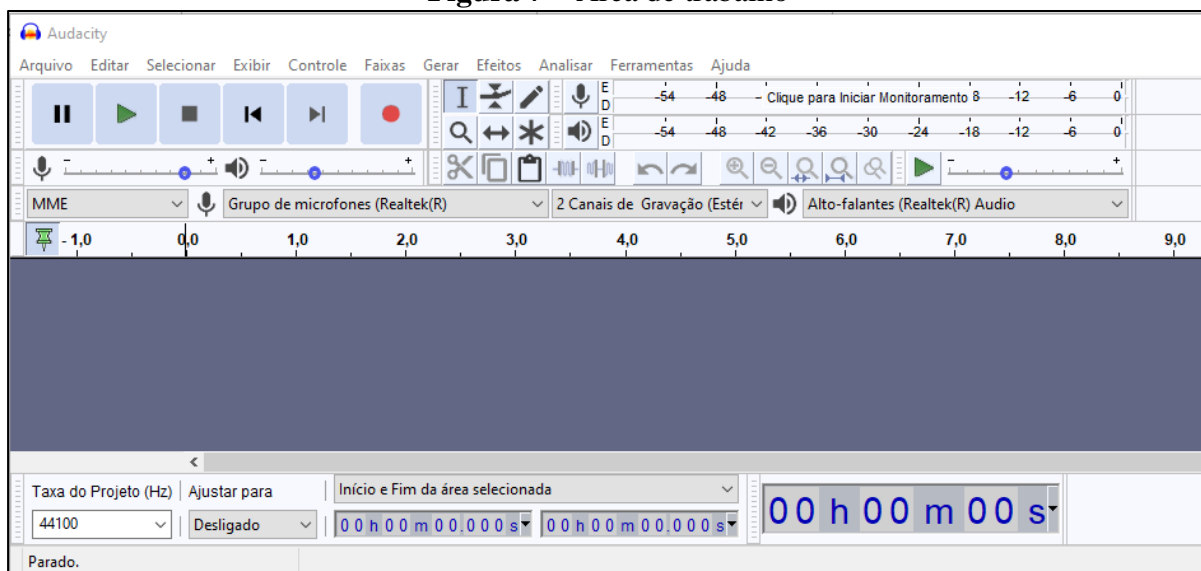 Audacity
Arquivo Editar Selecionar Exibir Controle Faixas Gerar Efeitos Analisar Ferramentas Ajuda
E
D
-54 -48 - Clique para Iniciar Monitoramento 8 -12 -6 0
E
D
-54 -48 -42 -36 -30 -24 -18 -12 -6 0
- + - + - +
MME Grupo de microfones (Realtek(R) 2 Canais de Gravação (Estér Alto-falantes (Realtek(R) Audio
- 1,0 0,0 1,0 2,0 3,0 4,0 5,0 6,0 7,0 8,0 9,0
Taxa do Projeto (Hz) Ajustar para Início e Fim da área selecionada
44100 Desligado 00 h 00 m 00.000 s 00 h 00 m 00.000 s 00 h 00 m 00 s
Parado.